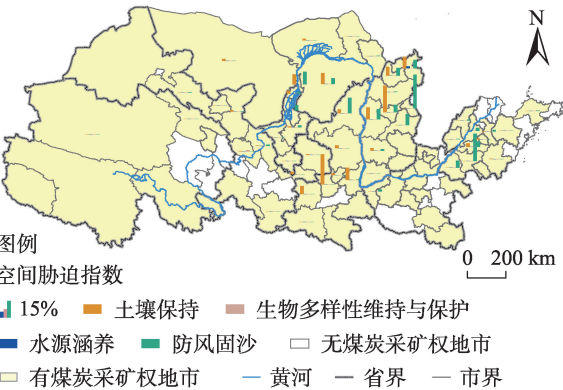 N
0 200 km
图例
空间胁迫指数
15% 土壤保持 生物多样性维持与保护
水源涵养 防风固沙 无煤炭采矿权地市
有煤炭采矿权地市 黄河 省界 市界